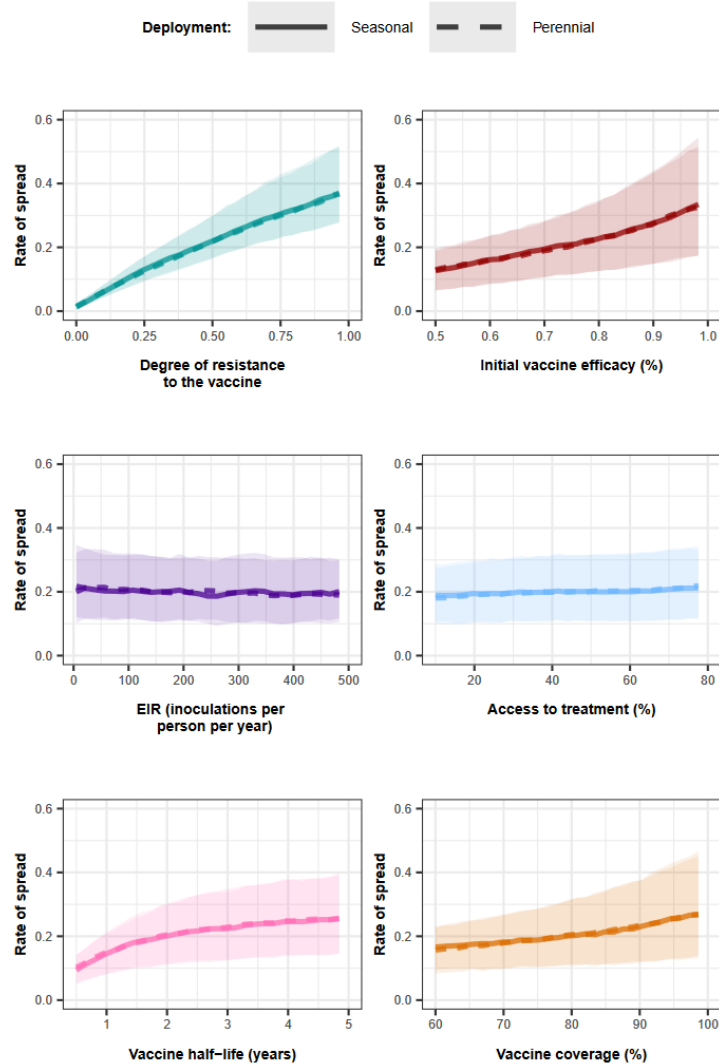 Deployment: Seasonal Perennial
0.6
0.4
0.2
0.0
Rate of spread
0.00 0.25 0.50 0.75 1.00
Degree of resistance
to the vaccine
0.6
0.4
0.2
0.0
Rate of spread
0.5 0.6 0.7 0.8 0.9 1.0
Initial vaccine efficacy (%)
0.6
0.4
0.2
0.0
Rate of spread
0 100 200 300 400 500
EIR (inoculations per
person per year)
0.6
0.4
0.2
0.0
Rate of spread
20 40 60 80
Access to treatment (%)
0.6
0.4
0.2
0.0
Rate of spread
1 2 3 4 5
Vaccine half−life (years)
0.6
0.4
0.2
0.0
Rate of spread
60 70 80 90 100
Vaccine coverage (%)